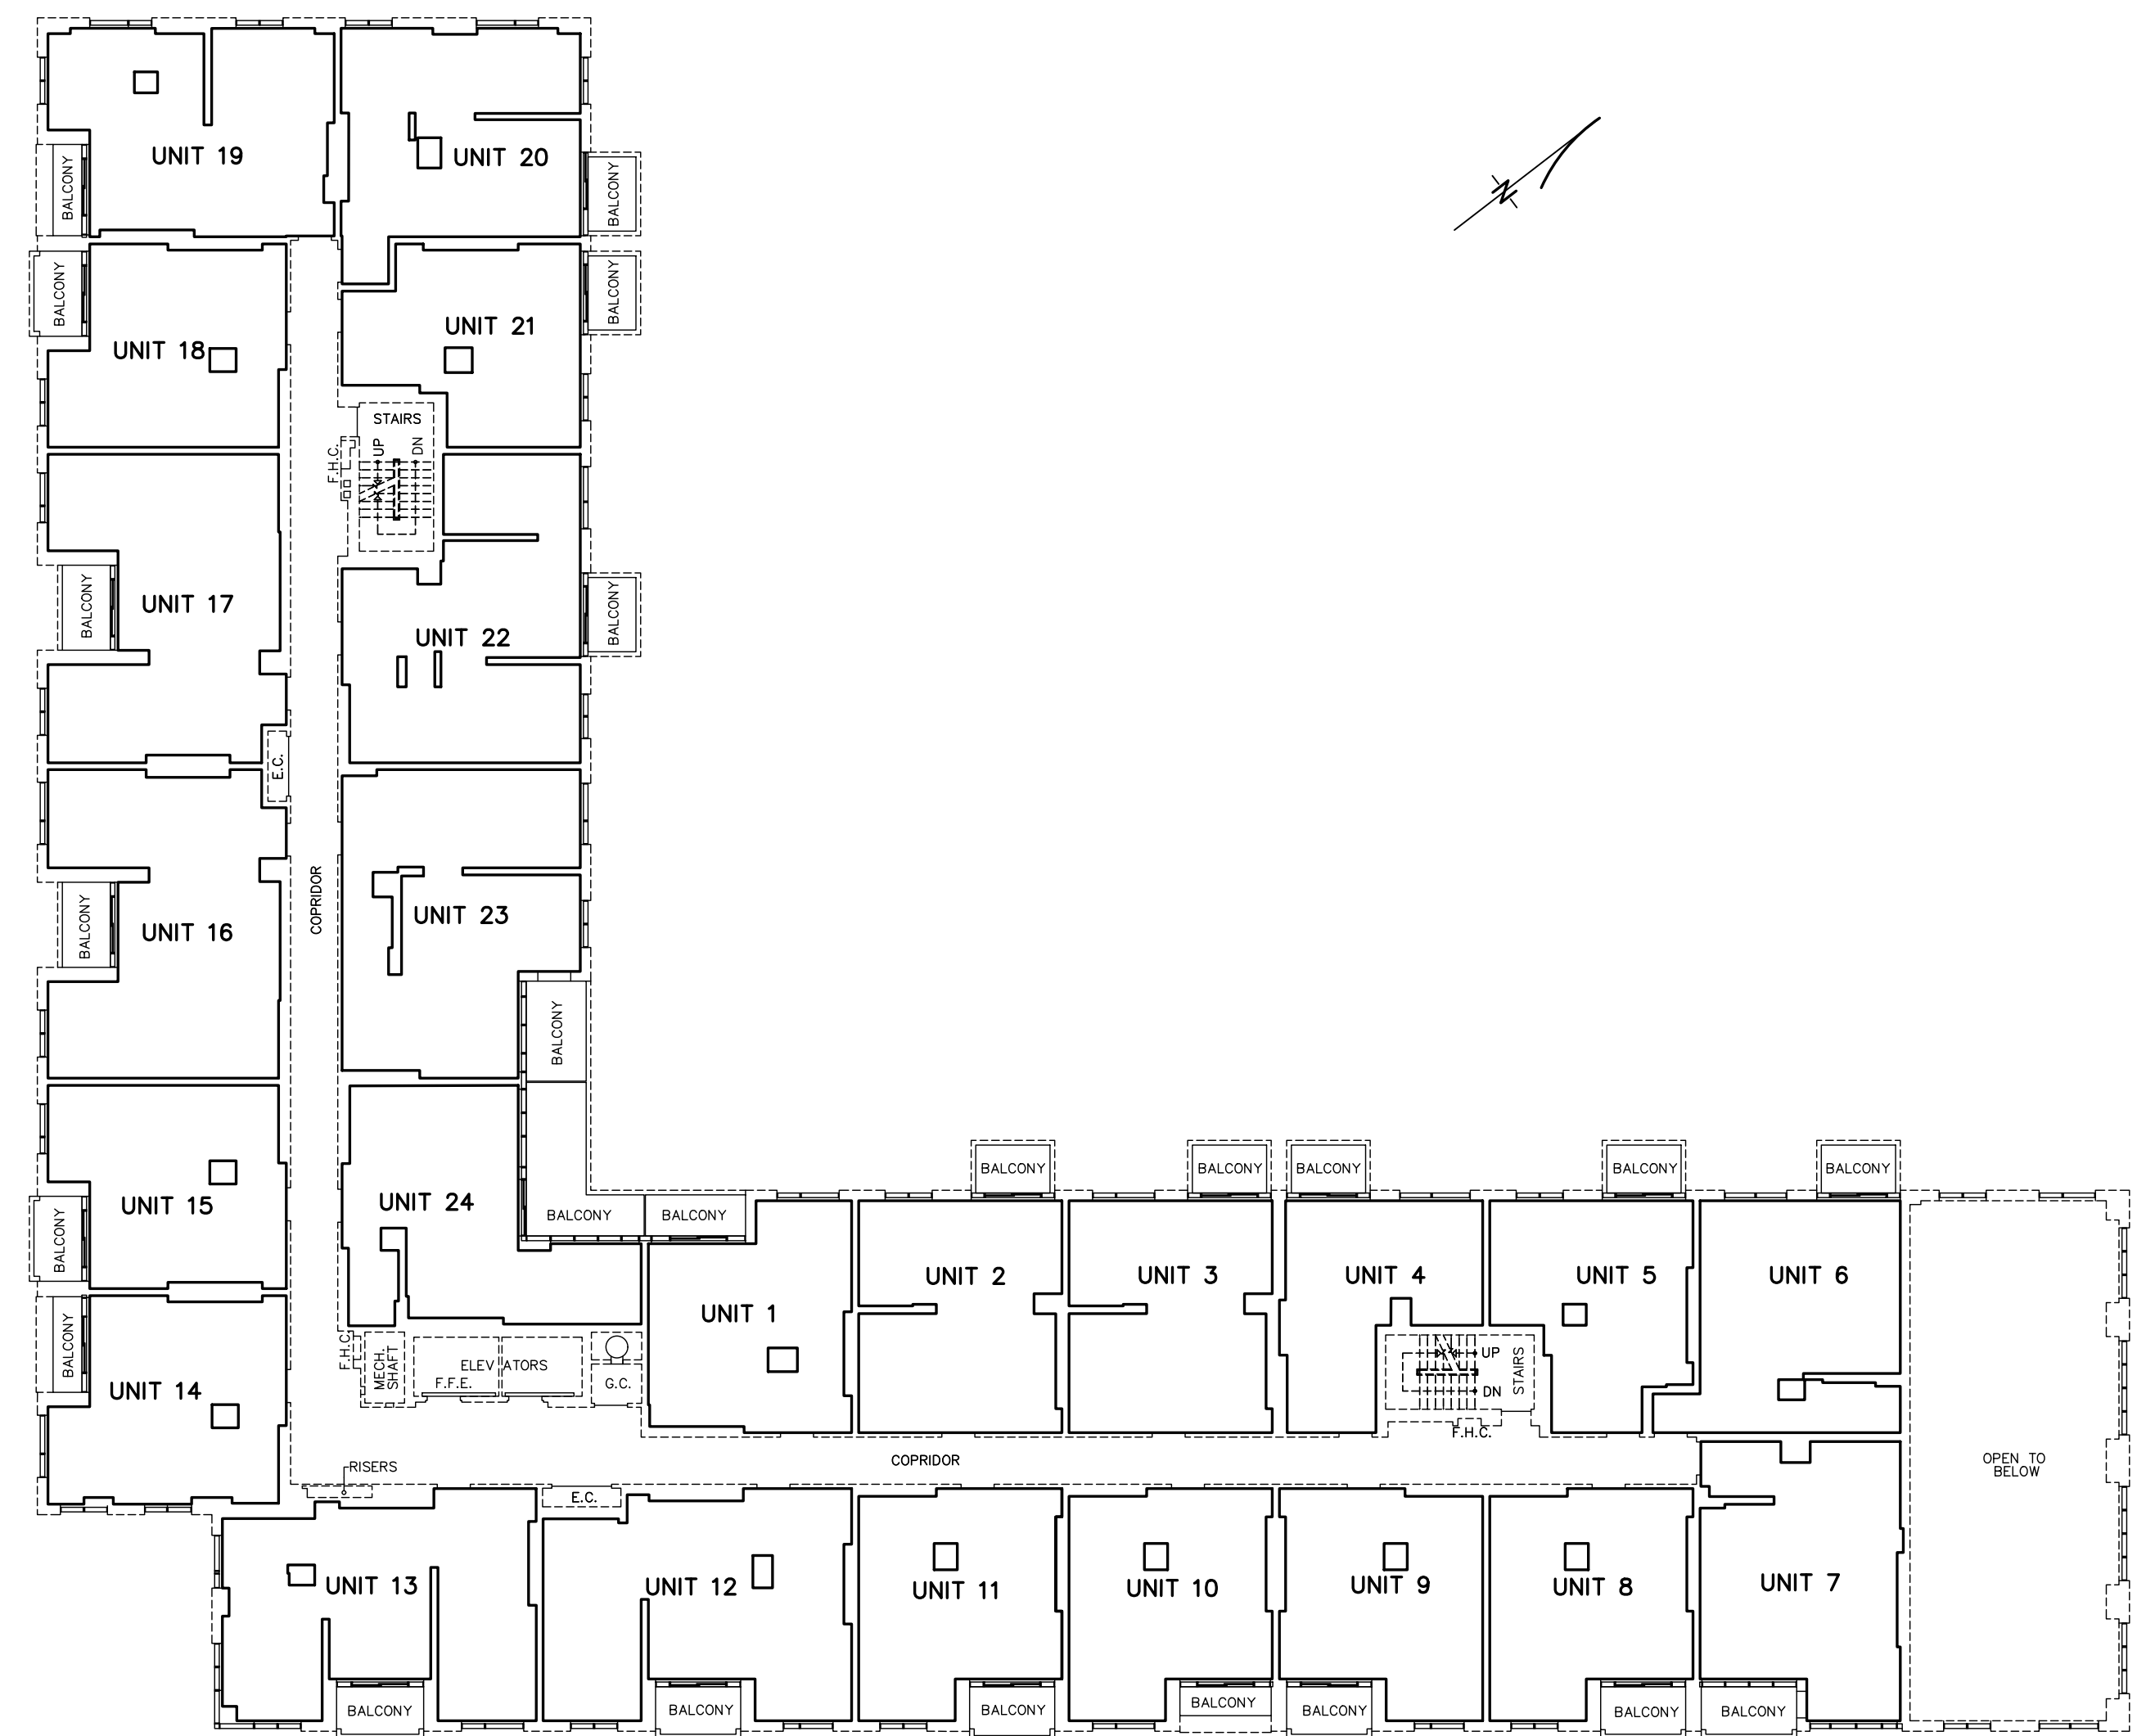 UNIT 19
UNIT 20
BALCONY
BALCONY
BALCONY
BALCONY
UNIT 18
UNIT 21
STAIRS
F.H.C.
UP
DN
UNIT 17
BALCONY
UNIT 22
BALCONY
E.C.
COPRIDOR
UNIT 16
BALCONY
UNIT 23
BALCONY
UNIT 15
BALCONY
UNIT 24
BALCONY
BALCONY
BALCONY
BALCONY
BALCONY
BALCONY
BALCONY
UNIT 1
UNIT 2
UNIT 3
UNIT 4
UNIT 5
UNIT 6
UNIT 14
BALCONY
F.H.C.
MECH.
SHAFT
ELEVATORS
F.F.E.
G.C.
UP
DN
STAIRS
F.H.C.
COPRIDOR
OPEN TO
BELOW
RISERS
E.C.
UNIT 13
UNIT 12
UNIT 11
UNIT 10
UNIT 9
UNIT 8
UNIT 7
BALCONY
BALCONY
BALCONY
BALCONY
BALCONY
BALCONY
BALCONY
N